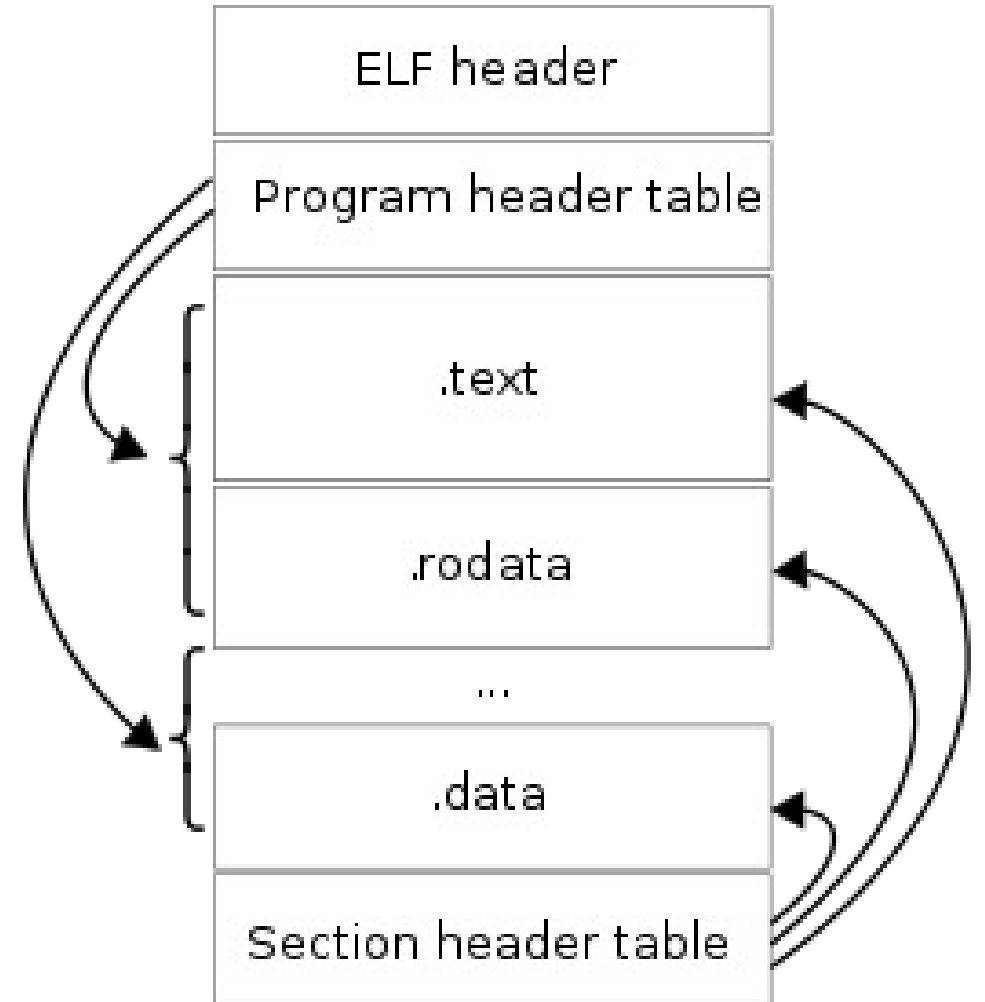 ELF header
Program header table
.text
.rodata
...
.data
Section header table